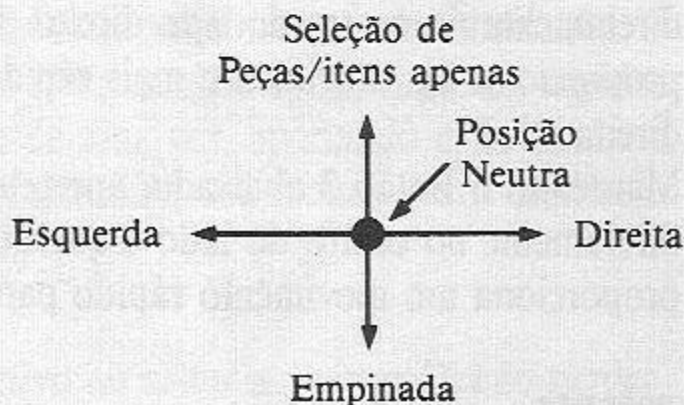 Seleção de
Peças/itens apenas
Posição
Neutra
Esquerda
Direita
Empinada